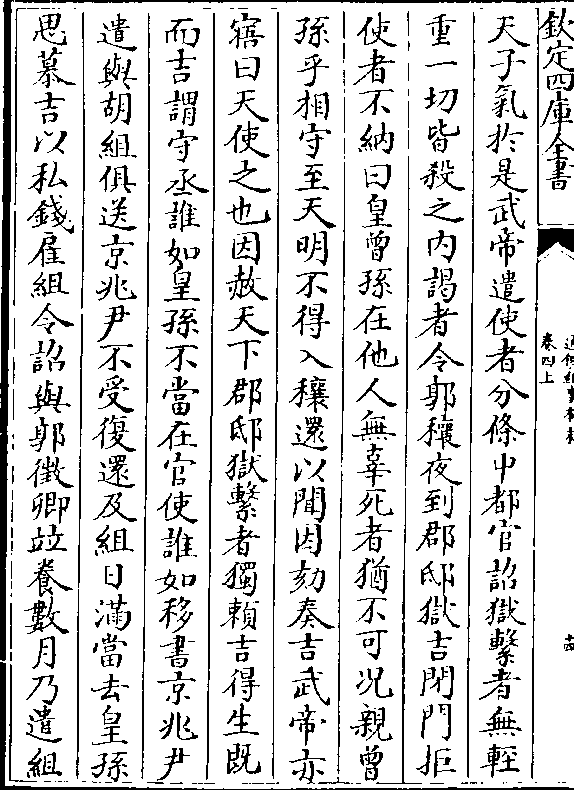 欽定四庫全書
卷四上
十四
天子氣於是武帝遣使者分條中都官詔獄繫者無輕
重一切皆殺之内謁者令郭穰夜到郡邸獄吉閉門拒
使者不納曰皇曾孫在他人無辜死者猶不可况親曾
孫乎相守至天明不得入穰還以聞因劾奏吉武帝亦
寤曰天使之也因赦天下郡邸獄繫者獨頼吉得生既
而吉謂守丞誰如皇孫不當在官使誰如移書京兆尹
遣與胡組俱送京兆尹不受復還及組日滿當去皇孫
思慕吉以私錢雇組令詔與郭徵卿竝養數月乃遣組